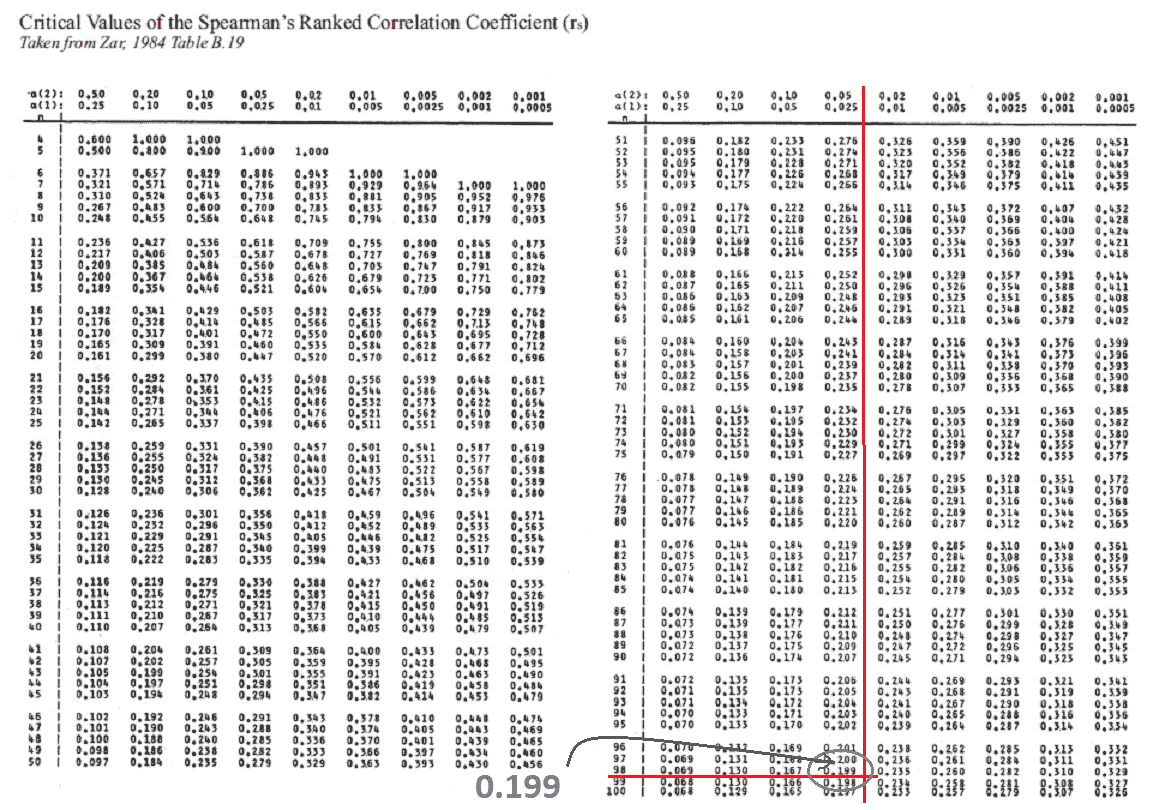 Critical Values of the Spearman's Ranked Correlation Coefficient (rs)
Taken from Zar, 1984 Table B.19
α(2): 0.50 0.20 0.10 0.05 0.02 0.01 0.005 0.002 0.001
α(1): 0.25 0.10 0.05 0.025 0.01 0.005 0.0025 0.001 0.0005
n
4 0.600 1.000 1.000
5 0.500 0.800 0.900 1.000 1.000
6 0.371 0.657 0.829 0.886 0.943 1.000 1.000
7 0.321 0.571 0.714 0.786 0.893 0.929 0.964 1.000 1.000
8 0.310 0.524 0.643 0.738 0.833 0.881 0.905 0.952 0.976
9 0.267 0.483 0.600 0.700 0.783 0.833 0.867 0.917 0.933
10 0.248 0.455 0.564 0.648 0.745 0.794 0.830 0.879 0.903
11 0.236 0.427 0.536 0.618 0.709 0.755 0.800 0.845 0.873
12 0.217 0.406 0.503 0.587 0.678 0.727 0.769 0.818 0.846
13 0.209 0.385 0.484 0.560 0.648 0.703 0.747 0.791 0.824
14 0.200 0.367 0.464 0.538 0.626 0.679 0.723 0.771 0.802
15 0.189 0.354 0.446 0.521 0.604 0.654 0.700 0.750 0.779
16 0.182 0.341 0.429 0.503 0.582 0.635 0.679 0.729 0.762
17 0.176 0.328 0.414 0.485 0.566 0.615 0.662 0.713 0.748
18 0.170 0.317 0.401 0.472 0.550 0.600 0.643 0.695 0.728
19 0.165 0.309 0.391 0.460 0.535 0.584 0.628 0.677 0.712
20 0.161 0.299 0.380 0.447 0.520 0.570 0.612 0.662 0.696
21 0.156 0.292 0.370 0.435 0.508 0.556 0.599 0.648 0.681
22 0.152 0.284 0.361 0.425 0.496 0.544 0.586 0.634 0.667
23 0.148 0.278 0.353 0.415 0.486 0.532 0.573 0.622 0.654
24 0.144 0.271 0.344 0.406 0.476 0.521 0.562 0.610 0.642
25 0.142 0.265 0.337 0.398 0.466 0.511 0.551 0.598 0.630
26 0.138 0.259 0.331 0.390 0.457 0.501 0.541 0.587 0.619
27 0.136 0.255 0.324 0.382 0.448 0.491 0.531 0.577 0.608
28 0.133 0.250 0.317 0.375 0.440 0.483 0.522 0.567 0.598
29 0.130 0.245 0.312 0.368 0.433 0.475 0.513 0.558 0.589
30 0.128 0.240 0.306 0.362 0.425 0.467 0.504 0.549 0.580
31 0.126 0.236 0.301 0.356 0.418 0.459 0.496 0.541 0.571
32 0.124 0.232 0.296 0.350 0.412 0.452 0.489 0.533 0.563
33 0.121 0.229 0.291 0.345 0.405 0.446 0.482 0.525 0.554
34 0.120 0.225 0.287 0.340 0.399 0.439 0.475 0.517 0.547
35 0.118 0.222 0.283 0.335 0.394 0.433 0.468 0.510 0.539
36 0.116 0.219 0.279 0.330 0.388 0.427 0.462 0.504 0.533
37 0.114 0.216 0.275 0.325 0.383 0.421 0.456 0.497 0.526
38 0.113 0.212 0.271 0.321 0.378 0.415 0.450 0.491 0.519
39 0.111 0.210 0.267 0.317 0.373 0.410 0.444 0.485 0.513
40 0.110 0.207 0.264 0.313 0.368 0.405 0.439 0.479 0.507
41 0.108 0.204 0.261 0.309 0.364 0.400 0.433 0.473 0.501
42 0.107 0.202 0.257 0.305 0.359 0.395 0.428 0.468 0.495
43 0.105 0.199 0.254 0.301 0.355 0.391 0.423 0.463 0.490
44 0.104 0.197 0.251 0.298 0.351 0.386 0.419 0.458 0.484
45 0.103 0.194 0.248 0.294 0.347 0.382 0.414 0.453 0.479
46 0.102 0.192 0.246 0.291 0.343 0.378 0.410 0.448 0.474
47 0.101 0.190 0.243 0.288 0.340 0.374 0.405 0.443 0.469
48 0.100 0.188 0.240 0.285 0.336 0.370 0.401 0.439 0.465
49 0.098 0.186 0.238 0.282 0.333 0.366 0.397 0.434 0.460
50 0.097 0.184 0.235 0.279 0.329 0.363 0.393 0.430 0.456
0.199
α(2): 0.50 0.20 0.10 0.05 0.02 0.01 0.005 0.002 0.001
α(1): 0.25 0.10 0.05 0.025 0.01 0.005 0.0025 0.001 0.0005
n
51 0.096 0.182 0.233 0.276 0.326 0.359 0.390 0.426 0.451
52 0.095 0.180 0.231 0.274 0.323 0.356 0.386 0.422 0.447
53 0.095 0.179 0.228 0.271 0.320 0.352 0.382 0.418 0.443
54 0.094 0.177 0.226 0.268 0.317 0.349 0.379 0.414 0.439
55 0.093 0.175 0.224 0.266 0.314 0.346 0.375 0.411 0.435
56 0.092 0.174 0.222 0.264 0.311 0.343 0.372 0.407 0.432
57 0.091 0.172 0.220 0.261 0.308 0.340 0.369 0.404 0.428
58 0.090 0.171 0.218 0.259 0.306 0.337 0.366 0.400 0.424
59 0.089 0.169 0.216 0.257 0.303 0.334 0.363 0.397 0.421
60 0.089 0.168 0.214 0.255 0.300 0.331 0.360 0.394 0.418
61 0.088 0.166 0.213 0.252 0.298 0.329 0.357 0.391 0.414
62 0.087 0.165 0.211 0.250 0.296 0.326 0.354 0.388 0.411
63 0.086 0.163 0.209 0.248 0.293 0.323 0.351 0.385 0.408
64 0.086 0.162 0.207 0.246 0.291 0.321 0.348 0.382 0.405
65 0.085 0.161 0.206 0.244 0.289 0.318 0.346 0.379 0.402
66 0.084 0.160 0.204 0.243 0.287 0.316 0.343 0.376 0.399
67 0.084 0.158 0.203 0.241 0.284 0.314 0.341 0.373 0.396
68 0.083 0.157 0.201 0.239 0.282 0.311 0.338 0.370 0.393
69 0.082 0.156 0.200 0.237 0.280 0.309 0.336 0.368 0.390
70 0.082 0.155 0.198 0.235 0.278 0.307 0.333 0.365 0.388
71 0.081 0.154 0.197 0.234 0.276 0.305 0.331 0.363 0.385
72 0.081 0.153 0.195 0.232 0.274 0.303 0.329 0.360 0.382
73 0.080 0.152 0.194 0.230 0.272 0.301 0.327 0.358 0.380
74 0.080 0.151 0.193 0.229 0.271 0.299 0.324 0.355 0.377
75 0.079 0.150 0.191 0.227 0.269 0.297 0.322 0.353 0.375
76 0.078 0.149 0.190 0.226 0.267 0.295 0.320 0.351 0.372
77 0.078 0.148 0.189 0.224 0.265 0.293 0.318 0.349 0.370
78 0.077 0.147 0.188 0.223 0.264 0.291 0.316 0.346 0.368
79 0.077 0.146 0.186 0.221 0.262 0.289 0.314 0.344 0.365
80 0.076 0.145 0.185 0.220 0.260 0.287 0.312 0.342 0.363
81 0.076 0.144 0.184 0.219 0.259 0.285 0.310 0.340 0.361
82 0.075 0.143 0.183 0.217 0.257 0.284 0.308 0.338 0.359
83 0.075 0.142 0.182 0.216 0.255 0.282 0.306 0.336 0.357
84 0.074 0.141 0.181 0.215 0.254 0.280 0.305 0.334 0.355
85 0.074 0.140 0.180 0.213 0.252 0.279 0.303 0.332 0.353
86 0.074 0.139 0.179 0.212 0.251 0.277 0.301 0.330 0.351
87 0.073 0.139 0.177 0.211 0.250 0.276 0.299 0.328 0.349
88 0.073 0.138 0.176 0.210 0.248 0.274 0.298 0.327 0.347
89 0.072 0.137 0.175 0.209 0.247 0.272 0.296 0.325 0.345
90 0.072 0.136 0.174 0.207 0.245 0.271 0.294 0.323 0.343
91 0.072 0.135 0.173 0.206 0.244 0.269 0.293 0.321 0.341
92 0.071 0.135 0.173 0.205 0.243 0.268 0.291 0.319 0.339
93 0.071 0.134 0.172 0.204 0.241 0.267 0.290 0.318 0.338
94 0.070 0.133 0.171 0.203 0.240 0.265 0.288 0.316 0.336
95 0.070 0.133 0.170 0.202 0.239 0.264 0.287 0.314 0.334
96 0.070 0.132 0.169 0.201 0.238 0.262 0.285 0.313 0.332
97 0.069 0.131 0.168 0.200 0.236 0.261 0.284 0.311 0.331
98 0.069 0.130 0.167 0.199 0.235 0.260 0.282 0.310 0.329
99 0.068 0.130 0.166 0.198 0.234 0.258 0.281 0.308 0.327
100 0.068 0.129 0.165 0.197 0.233 0.257 0.279 0.307 0.326